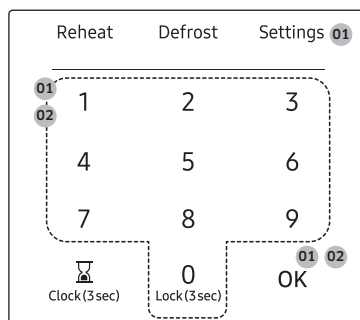 Reheat Defrost Settings 01
01
1 2 3
02
4 5 6
7 8 9
01 02
0 OK
Clock(3 sec) Lock(3 sec)